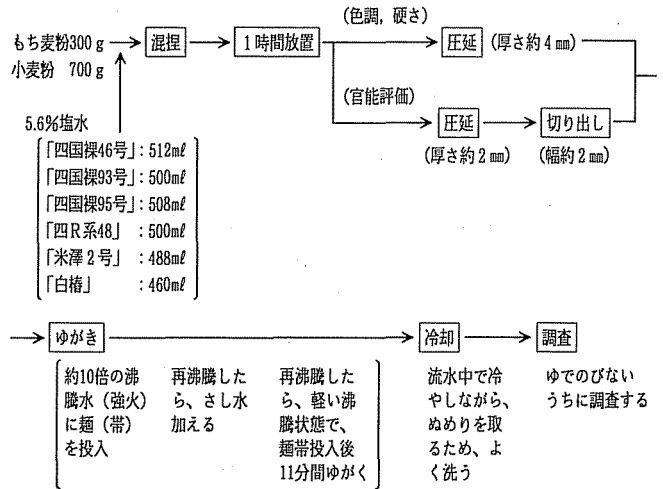 (色調,硬さ)
もち麦粉300g
小麦粉 700g
混捏
1時間放置
圧延
(厚さ約4㎜)
(官能評価)
圧延
切り出し
(厚さ約2㎜)
(幅約2㎜)
5.6%塩水
「四国裸46号」:512mℓ
「四国裸93号」:500mℓ
「四国裸95号」:508mℓ
「四R系48」 :500mℓ
「米澤2号」 :488mℓ
「白椿」 :460mℓ
ゆがき
冷却
調査
約10倍の沸
騰水(強火)
に麺(帯)
を投入
再沸騰した
ら、さし水
加える
再沸騰した
ら、軽い沸
騰状態で、
麺帯投入後
11分間ゆがく
流水中で冷
やしながら、
ぬめりを取
るため、よ
く洗う
ゆでのびない
うちに調査する